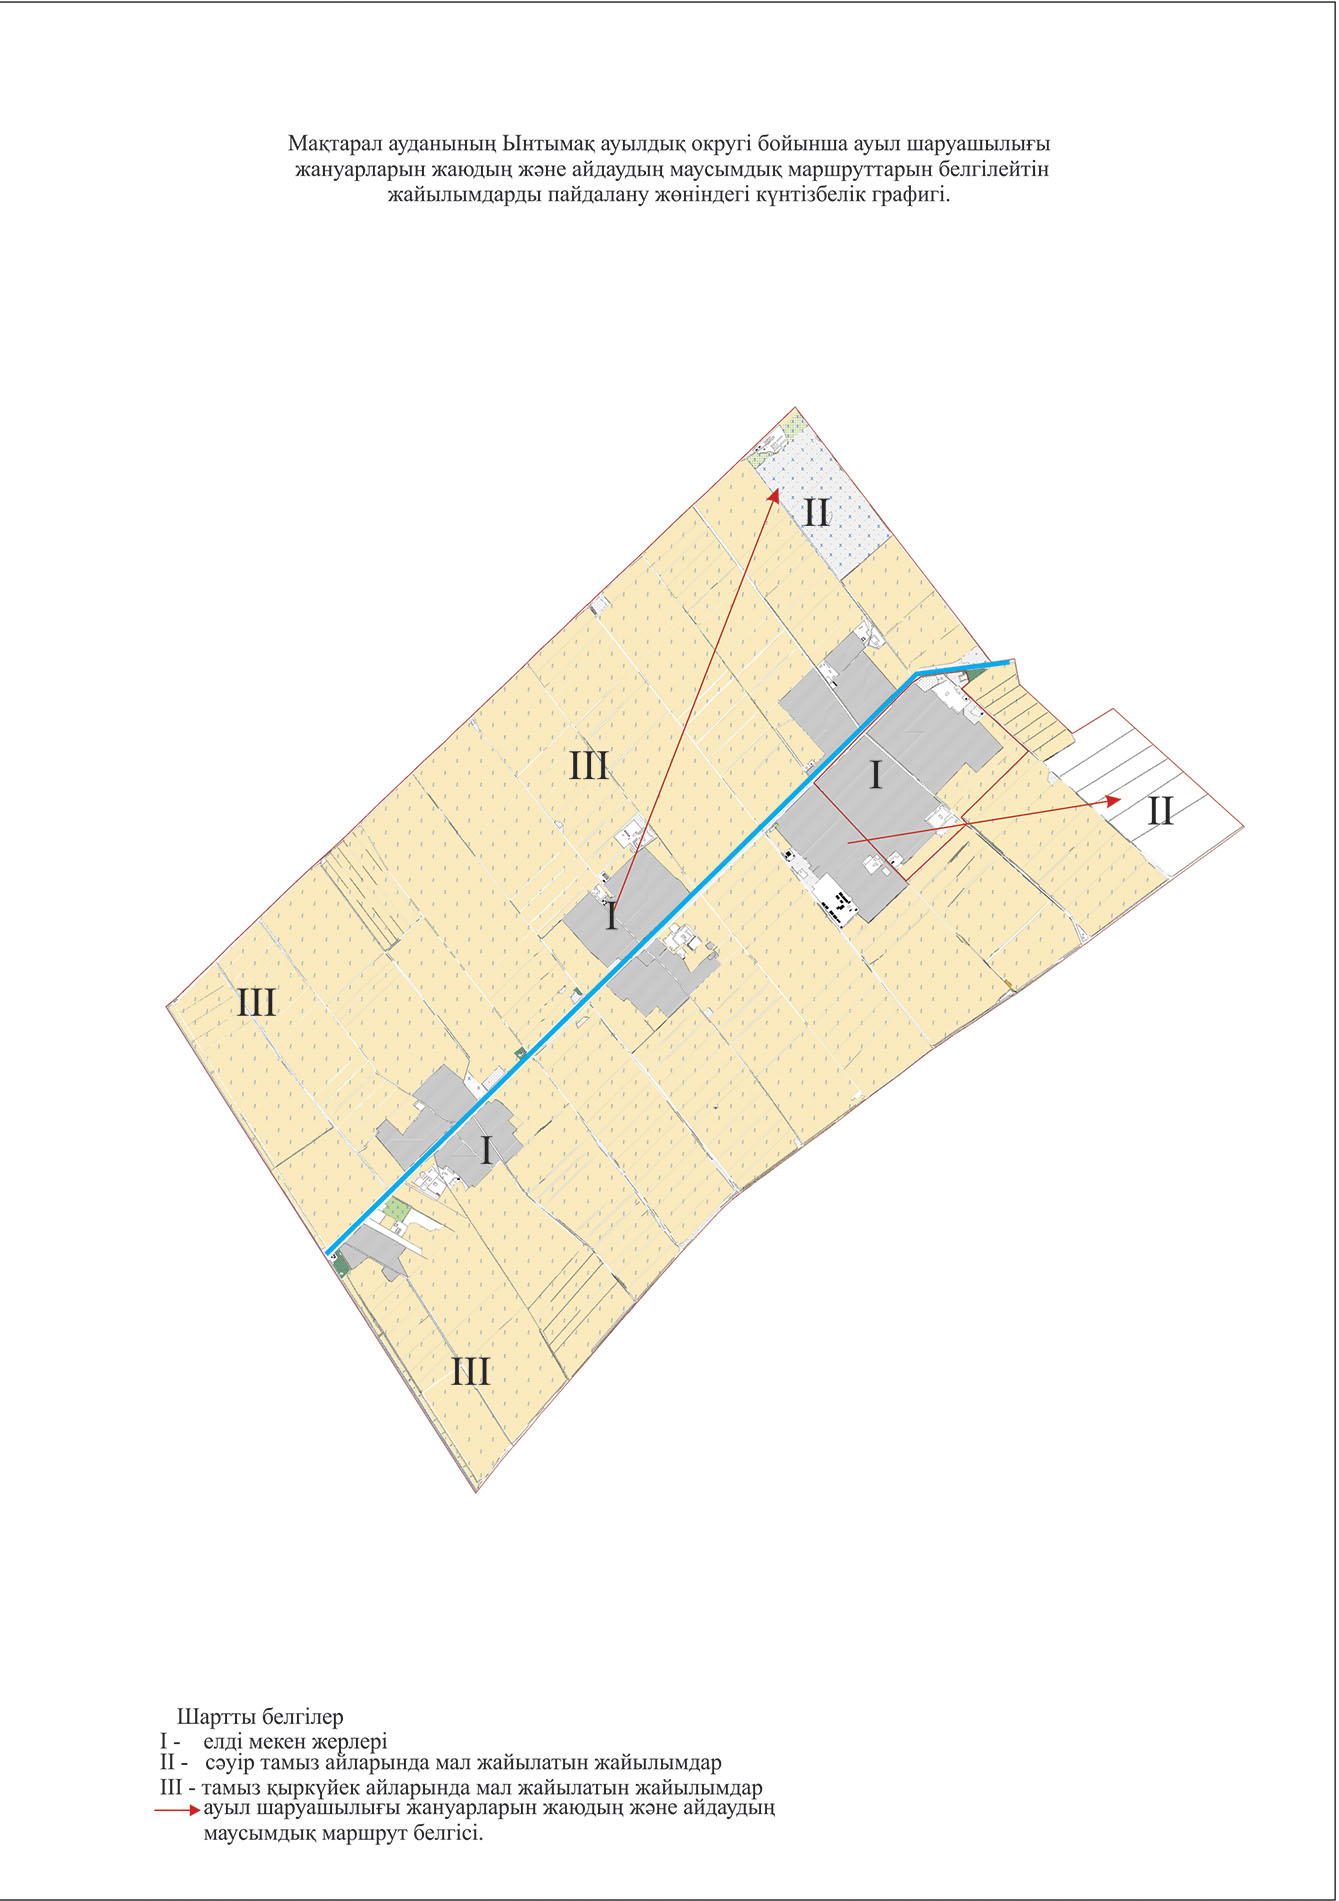 Мақтарал ауданының Ынтымақ ауылдық округі бойынша ауыл шаруашылығы
жануарларын жаюдың және айдаудың маусымдық маршруттарын белгілейтін
жайылымдарды пайдалану жөніндегі күнтізбелік графигі.
II
III
I
II
I
III
I
III
Шартты белгілер
I - елді мекен жерлері
II - сәуір тамыз айларында мал жайылатын жайылымдар
III - тамыз қыркүйек айларында мал жайылатын жайылымдар
ауыл шаруашылығы жануарларын жаюдың және айдаудың
маусымдық маршрут белгісі.